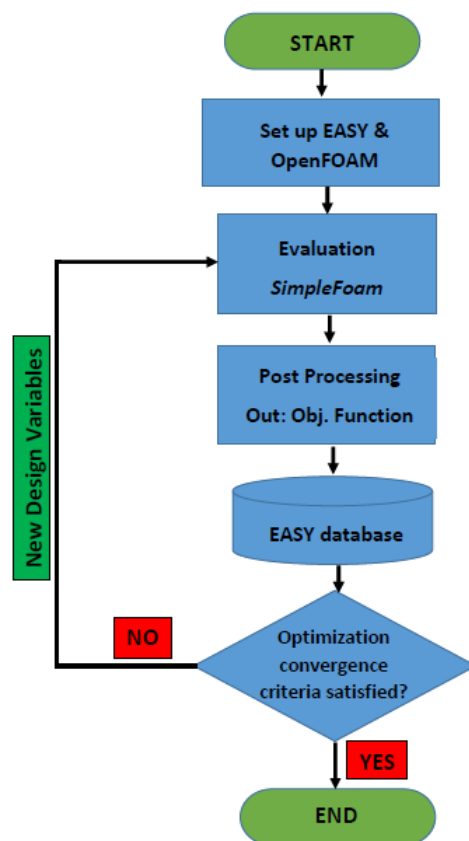 START
Set up EASY &
OpenFOAM
Evaluation
SimpleFoam
Post Processing
Out: Obj. Function
EASY database
New Design Variables
NO
Optimization
convergence
criteria satisfied?
YES
END